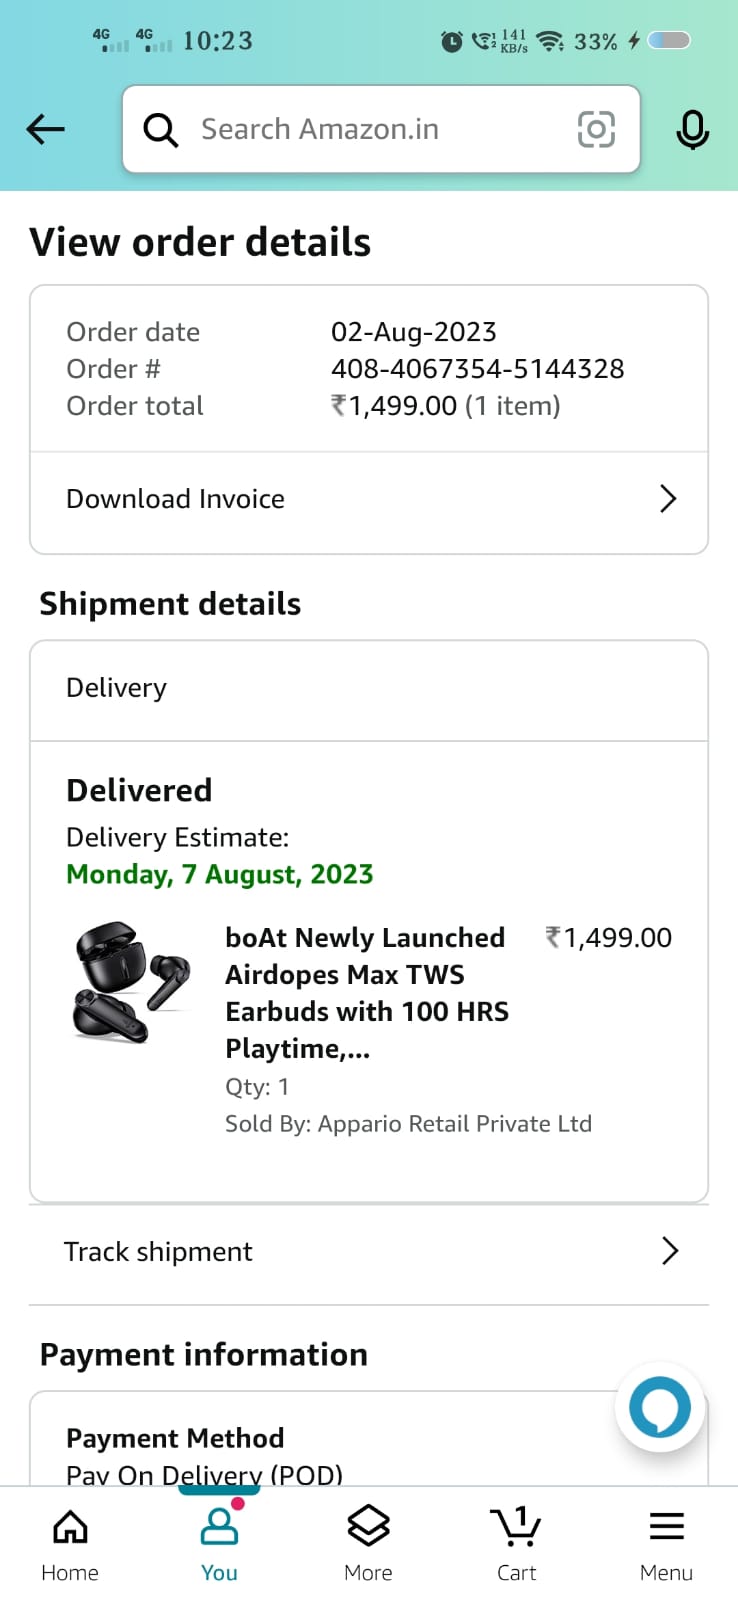 4G 4G 10:23 141 KB/s 33%
Search Amazon.in
View order details
Order date 02-Aug-2023
Order # 408-4067354-5144328
Order total ₹1,499.00 (1 item)
Download Invoice
Shipment details
Delivery
Delivered
Delivery Estimate:
Monday, 7 August, 2023
boAt Newly Launched ₹1,499.00
Airdopes Max TWS
Earbuds with 100 HRS
Playtime,...
Qty: 1
Sold By: Appario Retail Private Ltd
Track shipment
Payment information
Payment Method
Pay On Delivery (POD)
1
Home You More Cart Menu